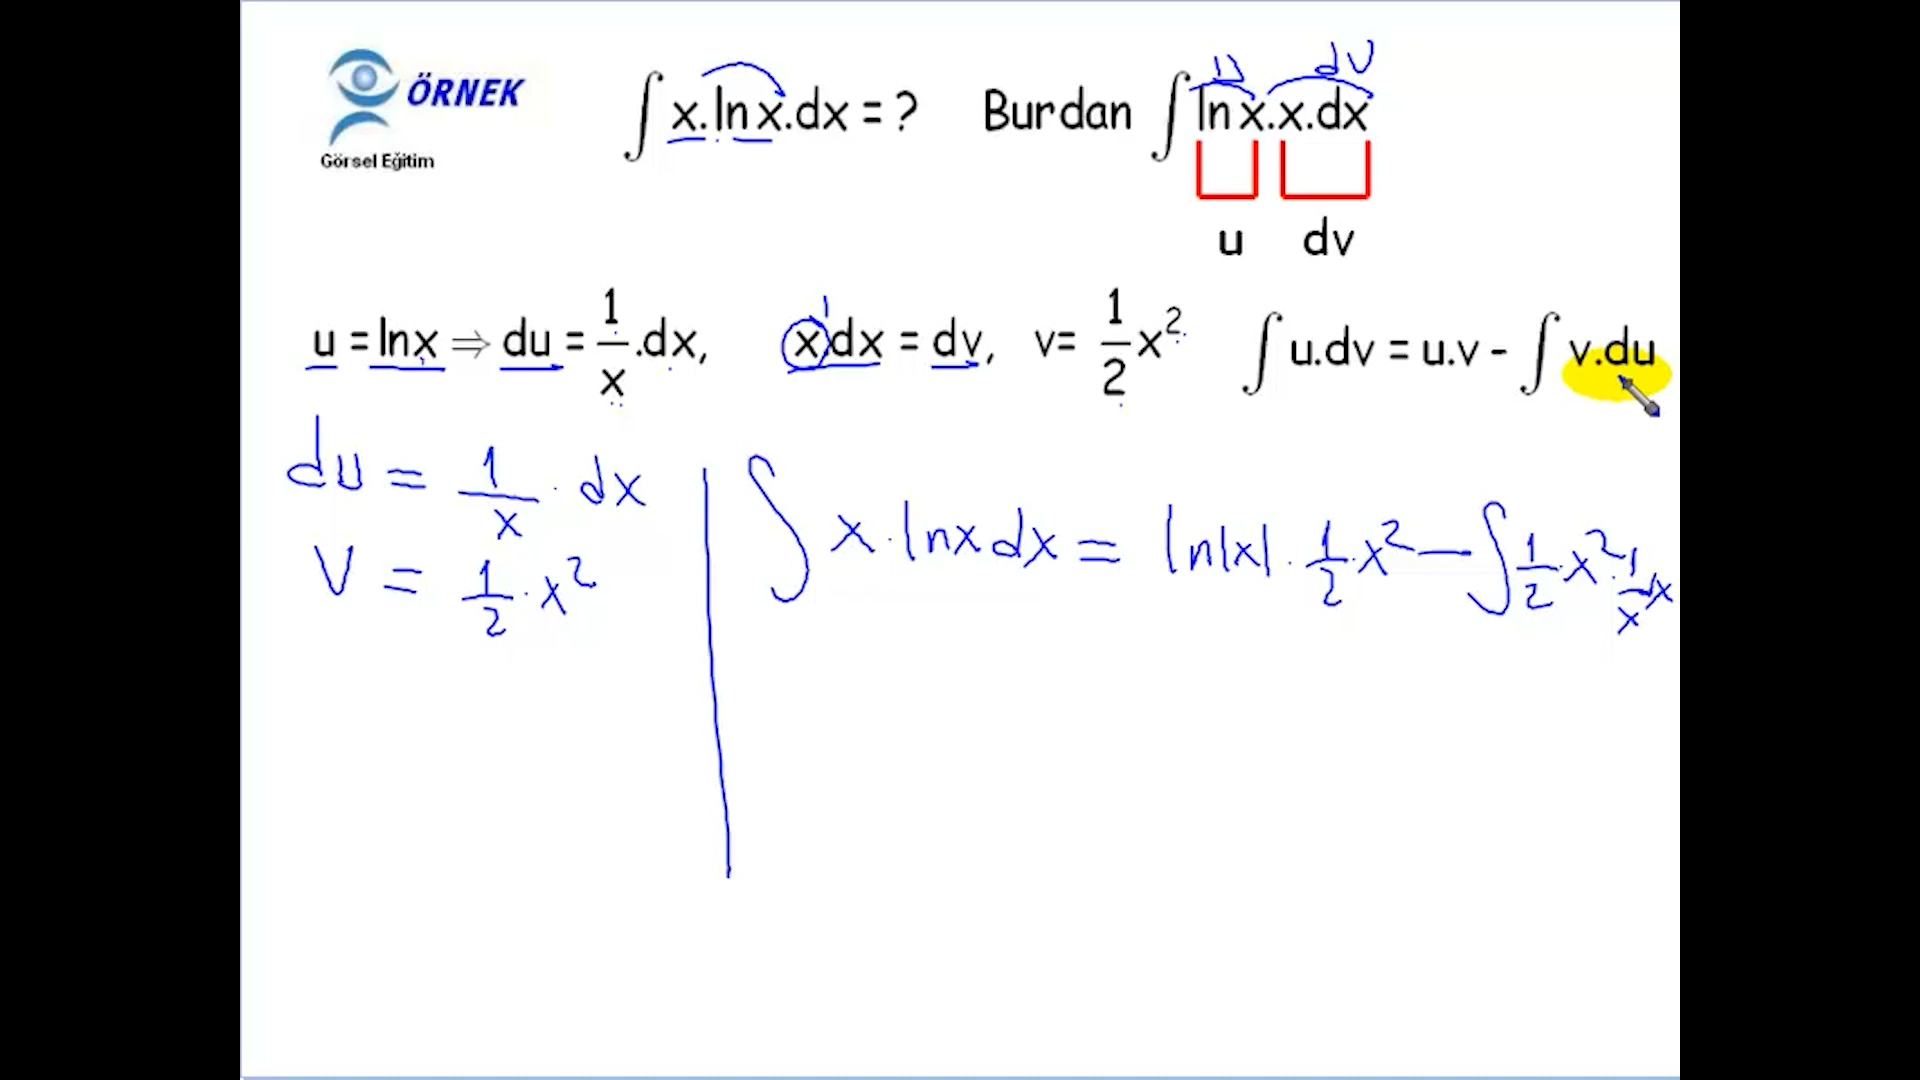 ÖRNEK
Görsel Eğitim
∫ x.lnx.dx = ? Burdan ∫ lnx.x.dx
U dV
u dv
u = lnx ⇒ du = 1/x .dx, x dx = dv, v= 1/2 x² ∫ u.dv = u.v - ∫ v.du
du = 1/x · dx
V = 1/2 · x²
∫ x · lnx dx = ln|x| · 1/2 · x² — ∫ 1/2 · x² · 1/x dx